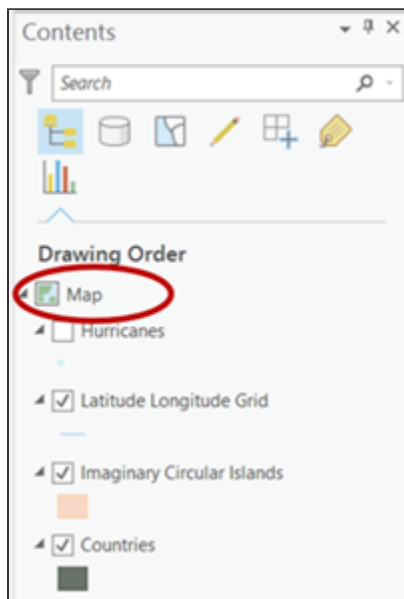 Contents
Search
Drawing Order
Map
Hurricanes
Latitude Longitude Grid
Imaginary Circular Islands
Countries